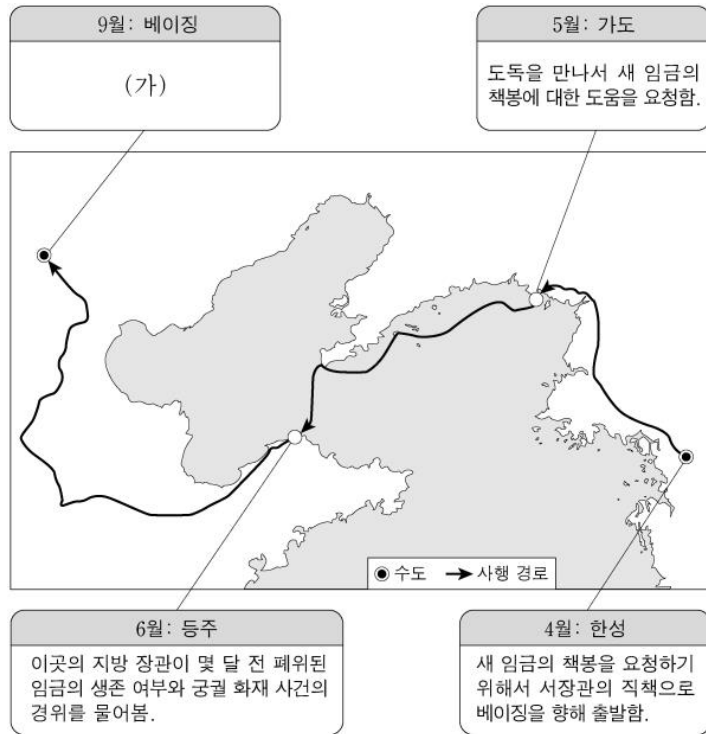 9월: 베이징
(가)
5월: 가도
도독을 만나서 새 임금의
책봉에 대한 도움을 요청함.
수도
사행 경로
6월: 등주
이곳의 지방 장관이 몇 달 전 폐위된
임금의 생존 여부와 궁궐 화재 사건의
경위를 물어봄.
4월: 한성
새 임금의 책봉을 요청하기
위해서 서장관의 직책으로
베이징을 향해 출발함.